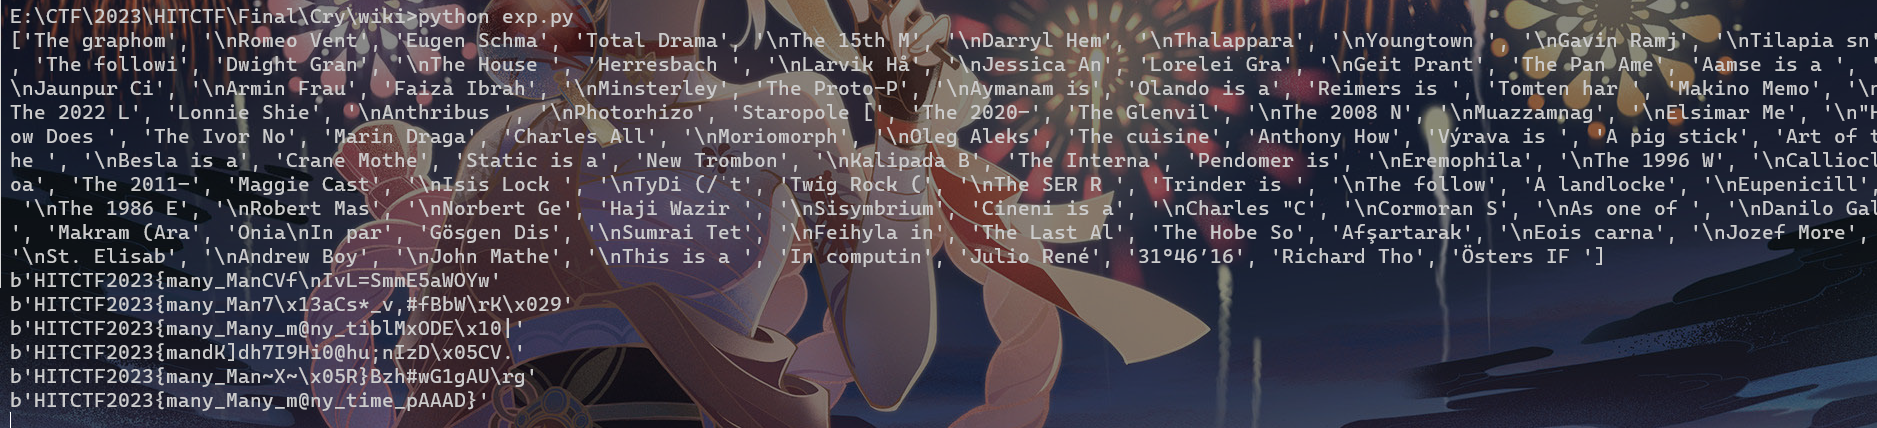 E:\CTF\2023\HITCTF\Final\Cry\wiki>python exp.py
['The graphom', '\nRomeo Vent', 'Eugen Schma', 'Total Drama', '\nThe 15th M', '\nDarryl Hem', '\nThalappara', '\nYoungtown ', '\nGavin Ramj', '\nTilapia sn'
, 'The followi', 'Dwight Gran', '\nThe House ', 'Herresbach ', '\nLarvik Hå', '\nJessica An', 'Lorelei Gra', '\nGeit Prant', 'The Pan Ame', 'Aamse is a ', '
\nJaunpur Ci', '\nArmin Frau', 'Faiza Ibrah', '\nMinsterley', 'The Proto-P', '\nAymanam is', 'Olando is a', 'Reimers is ', 'Tomten har ', 'Makino Memo', '\n
The 2022 L', 'Lonnie Shie', '\nAnthribus ', '\nPhotorhizo', 'Staropole [', 'The 2020-', 'The Glenvil', '\nThe 2008 N', '\nMuazzamnag', '\nElsimar Me', '\n"H
ow Does ', 'The Ivor No', 'Marin Draga', 'Charles All', '\nMoriomorph', '\nOleg Aleks', 'The cuisine', 'Anthony How', 'Výrava is ', 'A pig stick', 'Art of t
he ', '\nBesla is a', 'Crane Mothe', 'Static is a', 'New Trombon', '\nKalipada B', 'The Interna', 'Pendomer is', '\nEremophila', '\nThe 1996 W', '\nCalliocl
oa', 'The 2011-', 'Maggie Cast', '\nIsis Lock ', '\nTyDi (/ˈt', 'Twig Rock (', '\nThe SER R ', 'Trinder is ', '\nThe follow', 'A landlocke', '\nEupenicill',
'\nThe 1986 E', '\nRobert Mas', '\nNorbert Ge', 'Haji Wazir ', '\nSisymbrium', 'Cineni is a', '\nCharles "C', '\nCormoran S', '\nAs one of ', '\nDanilo Gal
', 'Makram (Ara', 'Onia\nIn par', 'Gösgen Dis', '\nSumrai Tet', '\nFeihyla in', 'The Last Al', 'The Hobe So', 'Afşartarak', '\nEois carna', '\nJozef More',
'\nSt. Elisab', '\nAndrew Boy', '\nJohn Mathe', '\nThis is a ', 'In computin', 'Julio René', '31°46′16', 'Richard Tho', 'Östers IF ']
b'HITCTF2023{many_ManCVf\nIvL=SmmE5aWOYw'
b'HITCTF2023{many_Man7\x13aCs*_v,#fBbW\rK\x029'
b'HITCTF2023{many_Many_m@ny_tiblMxODE\x10|'
b'HITCTF2023{mandK]dh7I9Hi0@hu;nIzD\x05CV.'
b'HITCTF2023{many_Man~X~\x05R}Bzh#wG1gAU\rg'
b'HITCTF2023{many_Many_m@ny_time_pAAAD}'